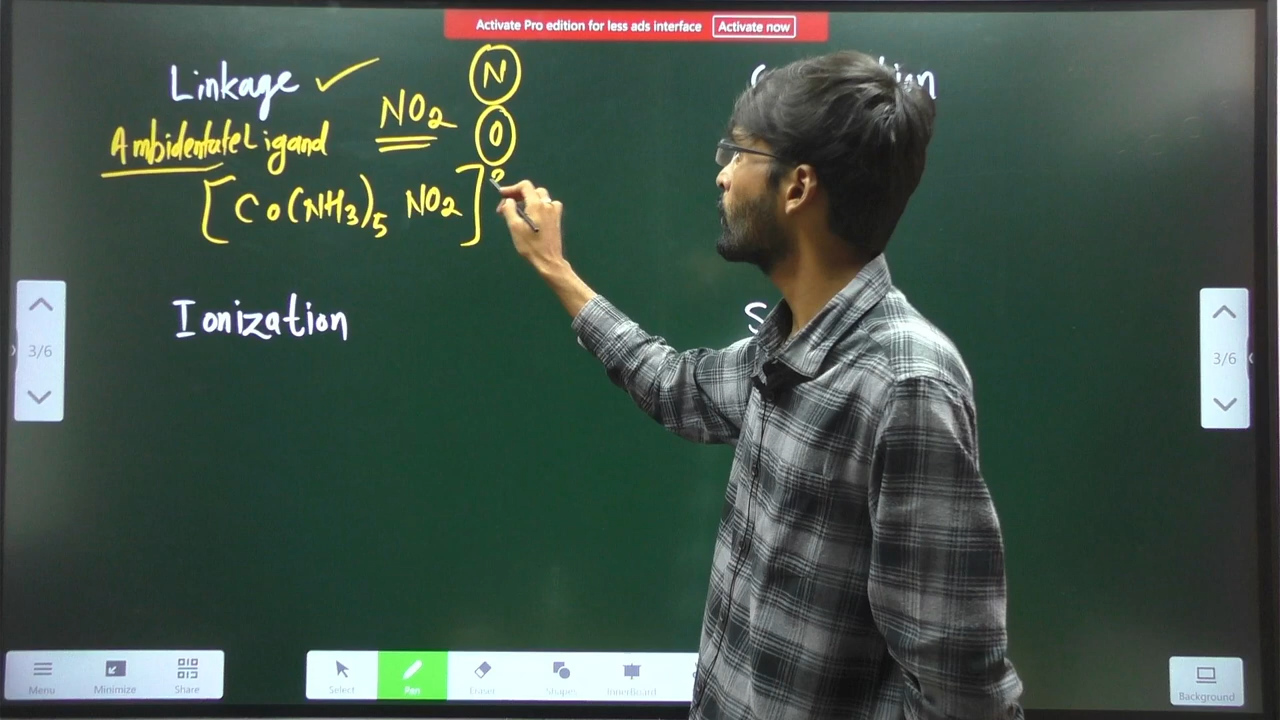 Activate Pro edition for less ads interface Activate now
Linkage ✓
N
NO2
O
Ambidentate Ligand
[Co(NH3)5 NO2]
Ionization
3/6
3/6
Menu Minimize Share
Select Pen Eraser Shapes InnerBoard
Background